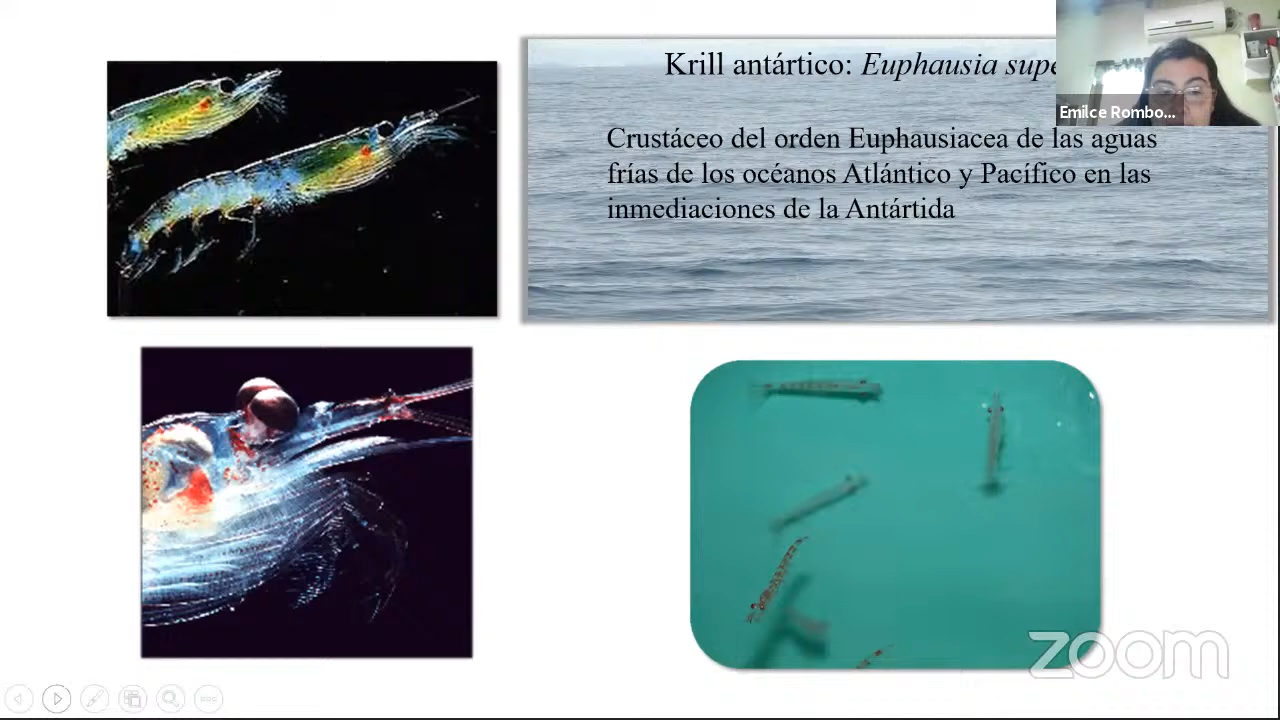 Krill antártico: Euphausia supe
Emilce Rombo...
Crustáceo del orden Euphausiacea de las aguas
frías de los océanos Atlántico y Pacífico en las
inmediaciones de la Antártida
zoom